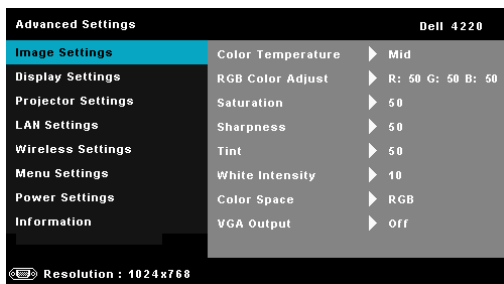 Advanced Settings Dell 4220
Image Settings Color Temperature Mid
Display Settings RGB Color Adjust R: 50 G: 50 B: 50
Projector Settings Saturation 50
LAN Settings Sharpness 50
Wireless Settings Tint 50
Menu Settings White Intensity 10
Power Settings Color Space RGB
Information VGA Output Off
Resolution : 1024x768